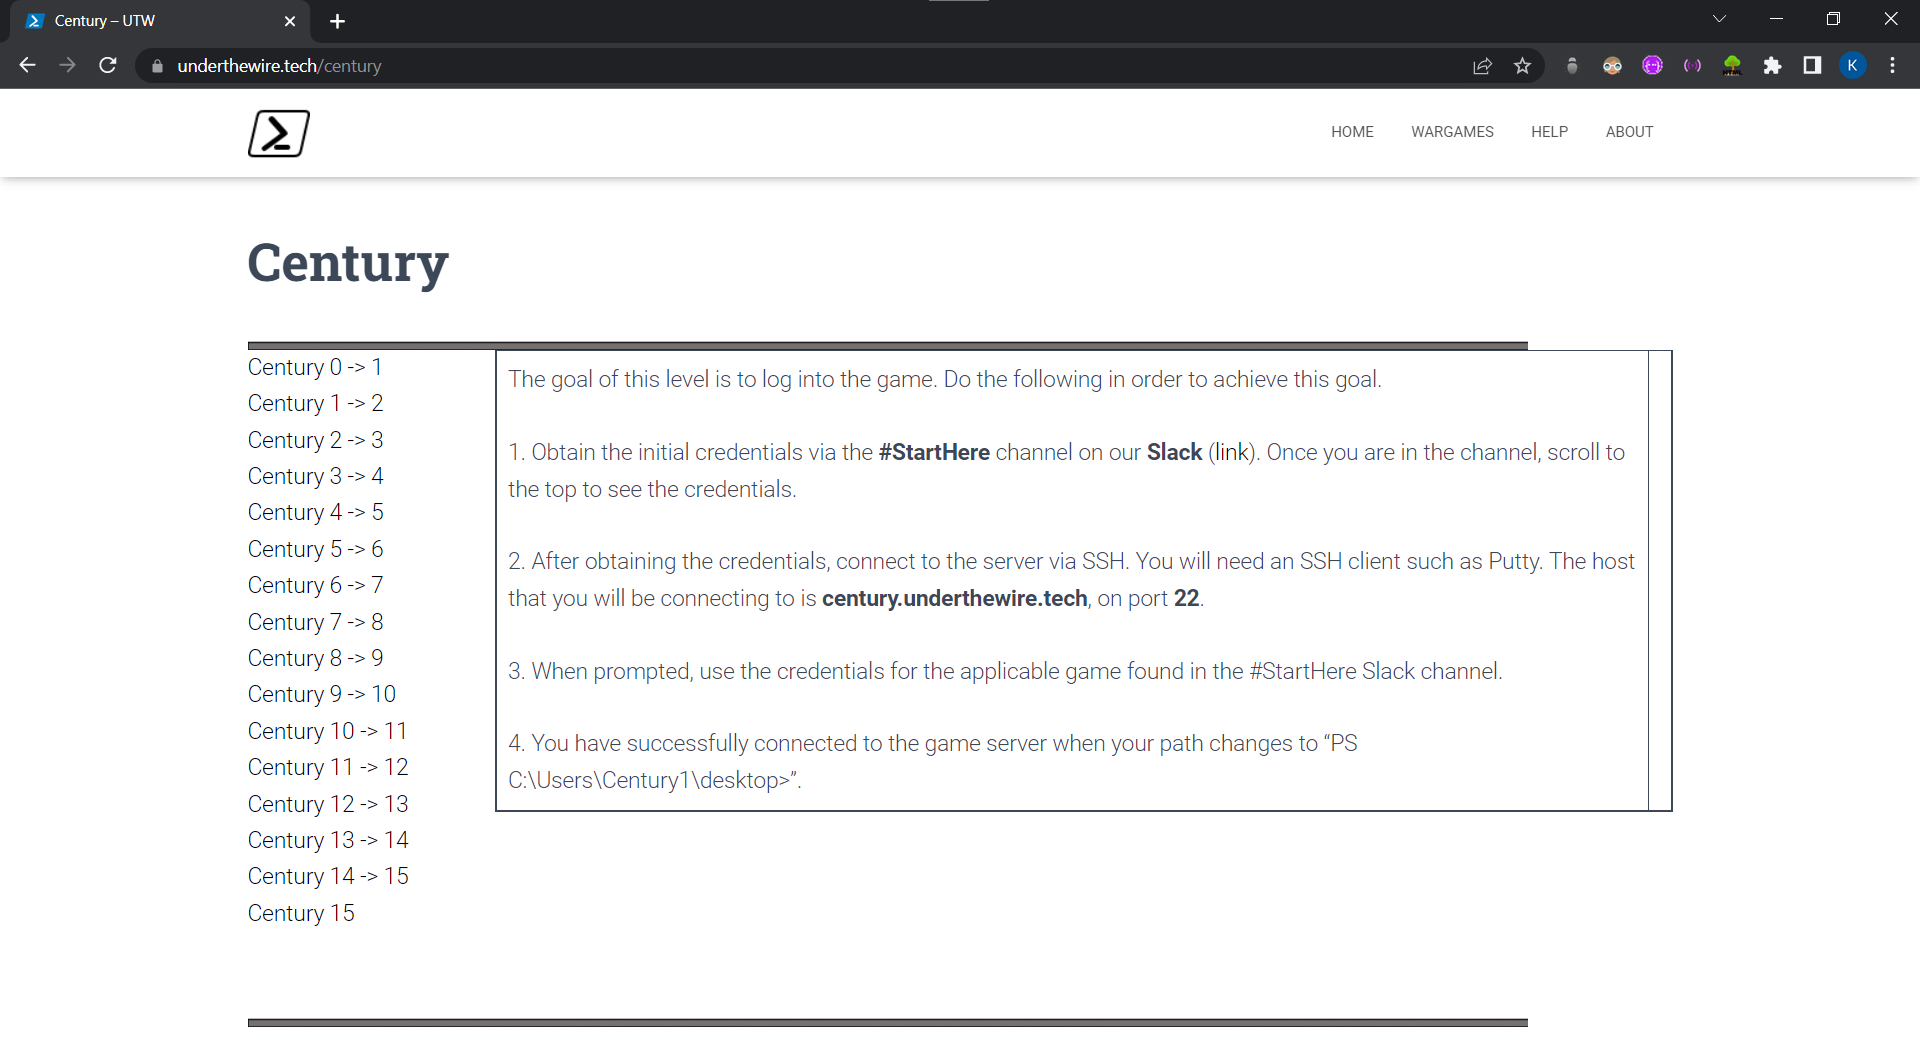 Century – UTW
underthewire.tech/century
K
HOME WARGAMES HELP ABOUT
Century
Century 0 -> 1
Century 1 -> 2
Century 2 -> 3
Century 3 -> 4
Century 4 -> 5
Century 5 -> 6
Century 6 -> 7
Century 7 -> 8
Century 8 -> 9
Century 9 -> 10
Century 10 -> 11
Century 11 -> 12
Century 12 -> 13
Century 13 -> 14
Century 14 -> 15
Century 15
The goal of this level is to log into the game. Do the following in order to achieve this goal.
1. Obtain the initial credentials via the #StartHere channel on our Slack (link). Once you are in the channel, scroll to
the top to see the credentials.
2. After obtaining the credentials, connect to the server via SSH. You will need an SSH client such as Putty. The host
that you will be connecting to is century.underthewire.tech, on port 22.
3. When prompted, use the credentials for the applicable game found in the #StartHere Slack channel.
4. You have successfully connected to the game server when your path changes to “PS
C:\Users\Century1\desktop>”.